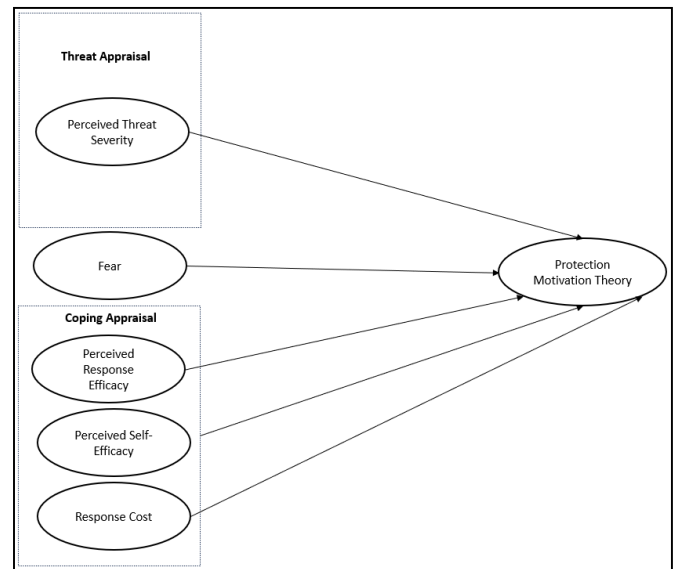 Threat Appraisal
Perceived Threat
Severity
Fear
Protection
Motivation Theory
Coping Appraisal
Perceived
Response
Efficacy
Perceived Self-
Efficacy
Response Cost